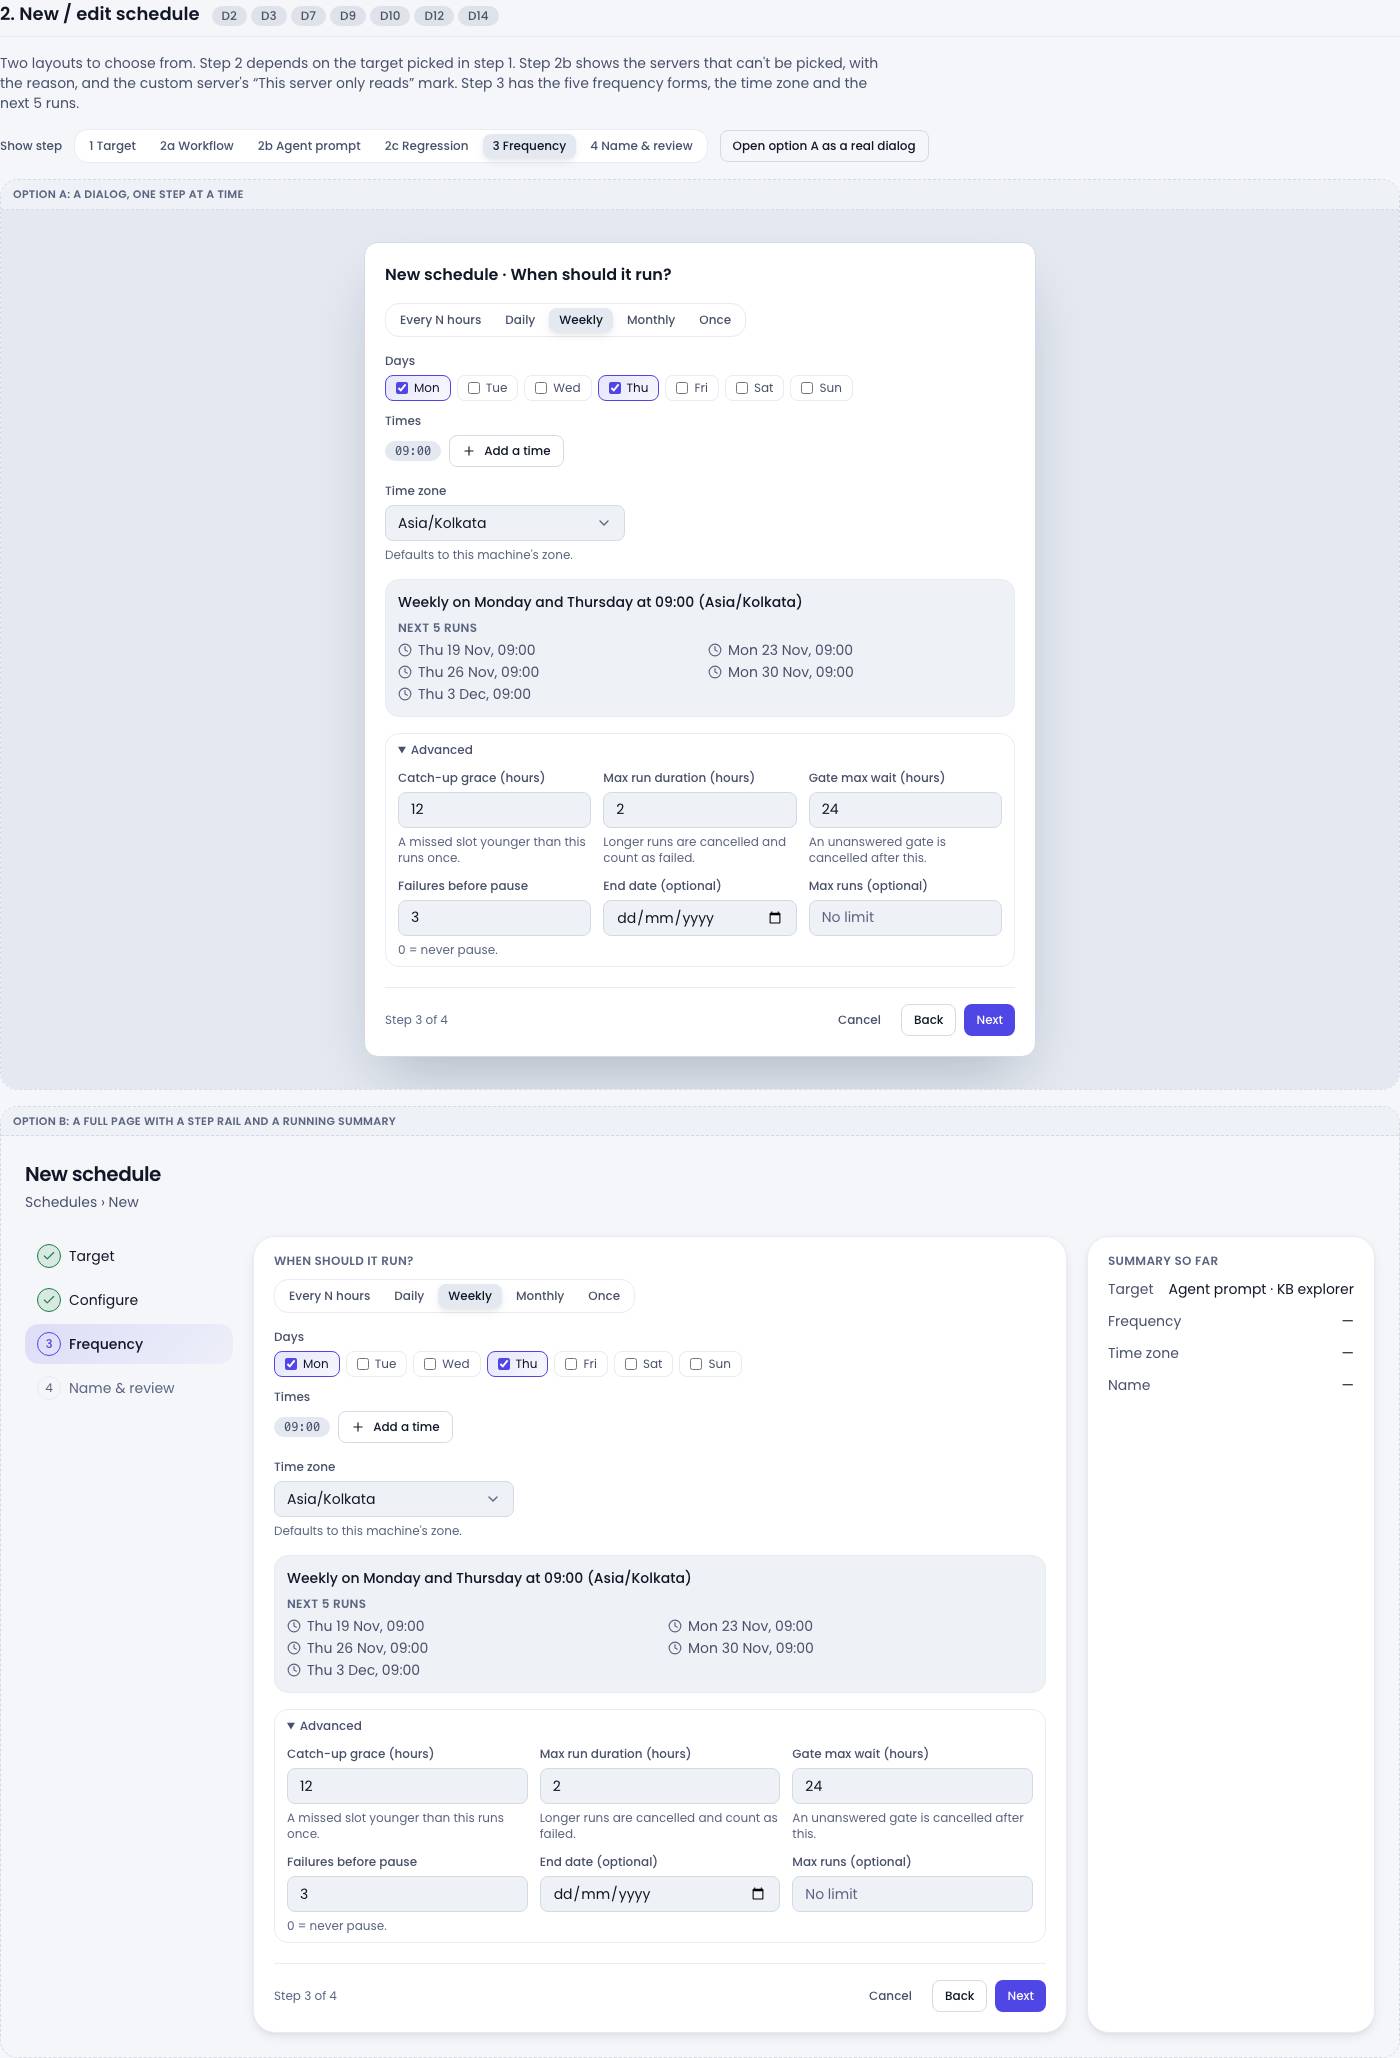 2. New / edit schedule D2 D3 D7 D9 D10 D12 D14
Two layouts to choose from. Step 2 depends on the target picked in step 1. Step 2b shows the servers that can't be picked, with
the reason, and the custom server's “This server only reads” mark. Step 3 has the five frequency forms, the time zone and the
next 5 runs.
Show step 1 Target 2a Workflow 2b Agent prompt 2c Regression 3 Frequency 4 Name & review Open option A as a real dialog
OPTION A: A DIALOG, ONE STEP AT A TIME
New schedule · When should it run?
Every N hours Daily Weekly Monthly Once
Days
Mon Tue Wed Thu Fri Sat Sun
Times
09:00 + Add a time
Time zone
Asia/Kolkata
Defaults to this machine's zone.
Weekly on Monday and Thursday at 09:00 (Asia/Kolkata)
NEXT 5 RUNS
Thu 19 Nov, 09:00 Mon 23 Nov, 09:00
Thu 26 Nov, 09:00 Mon 30 Nov, 09:00
Thu 3 Dec, 09:00
▼ Advanced
Catch-up grace (hours) Max run duration (hours) Gate max wait (hours)
12 2 24
A missed slot younger than this Longer runs are cancelled and An unanswered gate is
runs once. count as failed. cancelled after this.
Failures before pause End date (optional) Max runs (optional)
3 dd/mm/yyyy No limit
0 = never pause.
Step 3 of 4 Cancel Back Next
OPTION B: A FULL PAGE WITH A STEP RAIL AND A RUNNING SUMMARY
New schedule
Schedules › New
Target
Configure
3 Frequency
4 Name & review
WHEN SHOULD IT RUN?
Every N hours Daily Weekly Monthly Once
Days
Mon Tue Wed Thu Fri Sat Sun
Times
09:00 + Add a time
Time zone
Asia/Kolkata
Defaults to this machine's zone.
Weekly on Monday and Thursday at 09:00 (Asia/Kolkata)
NEXT 5 RUNS
Thu 19 Nov, 09:00 Mon 23 Nov, 09:00
Thu 26 Nov, 09:00 Mon 30 Nov, 09:00
Thu 3 Dec, 09:00
▼ Advanced
Catch-up grace (hours) Max run duration (hours) Gate max wait (hours)
12 2 24
A missed slot younger than this runs Longer runs are cancelled and count as An unanswered gate is cancelled after
once. failed. this.
Failures before pause End date (optional) Max runs (optional)
3 dd/mm/yyyy No limit
0 = never pause.
Step 3 of 4 Cancel Back Next
SUMMARY SO FAR
Target Agent prompt · KB explorer
Frequency —
Time zone —
Name —